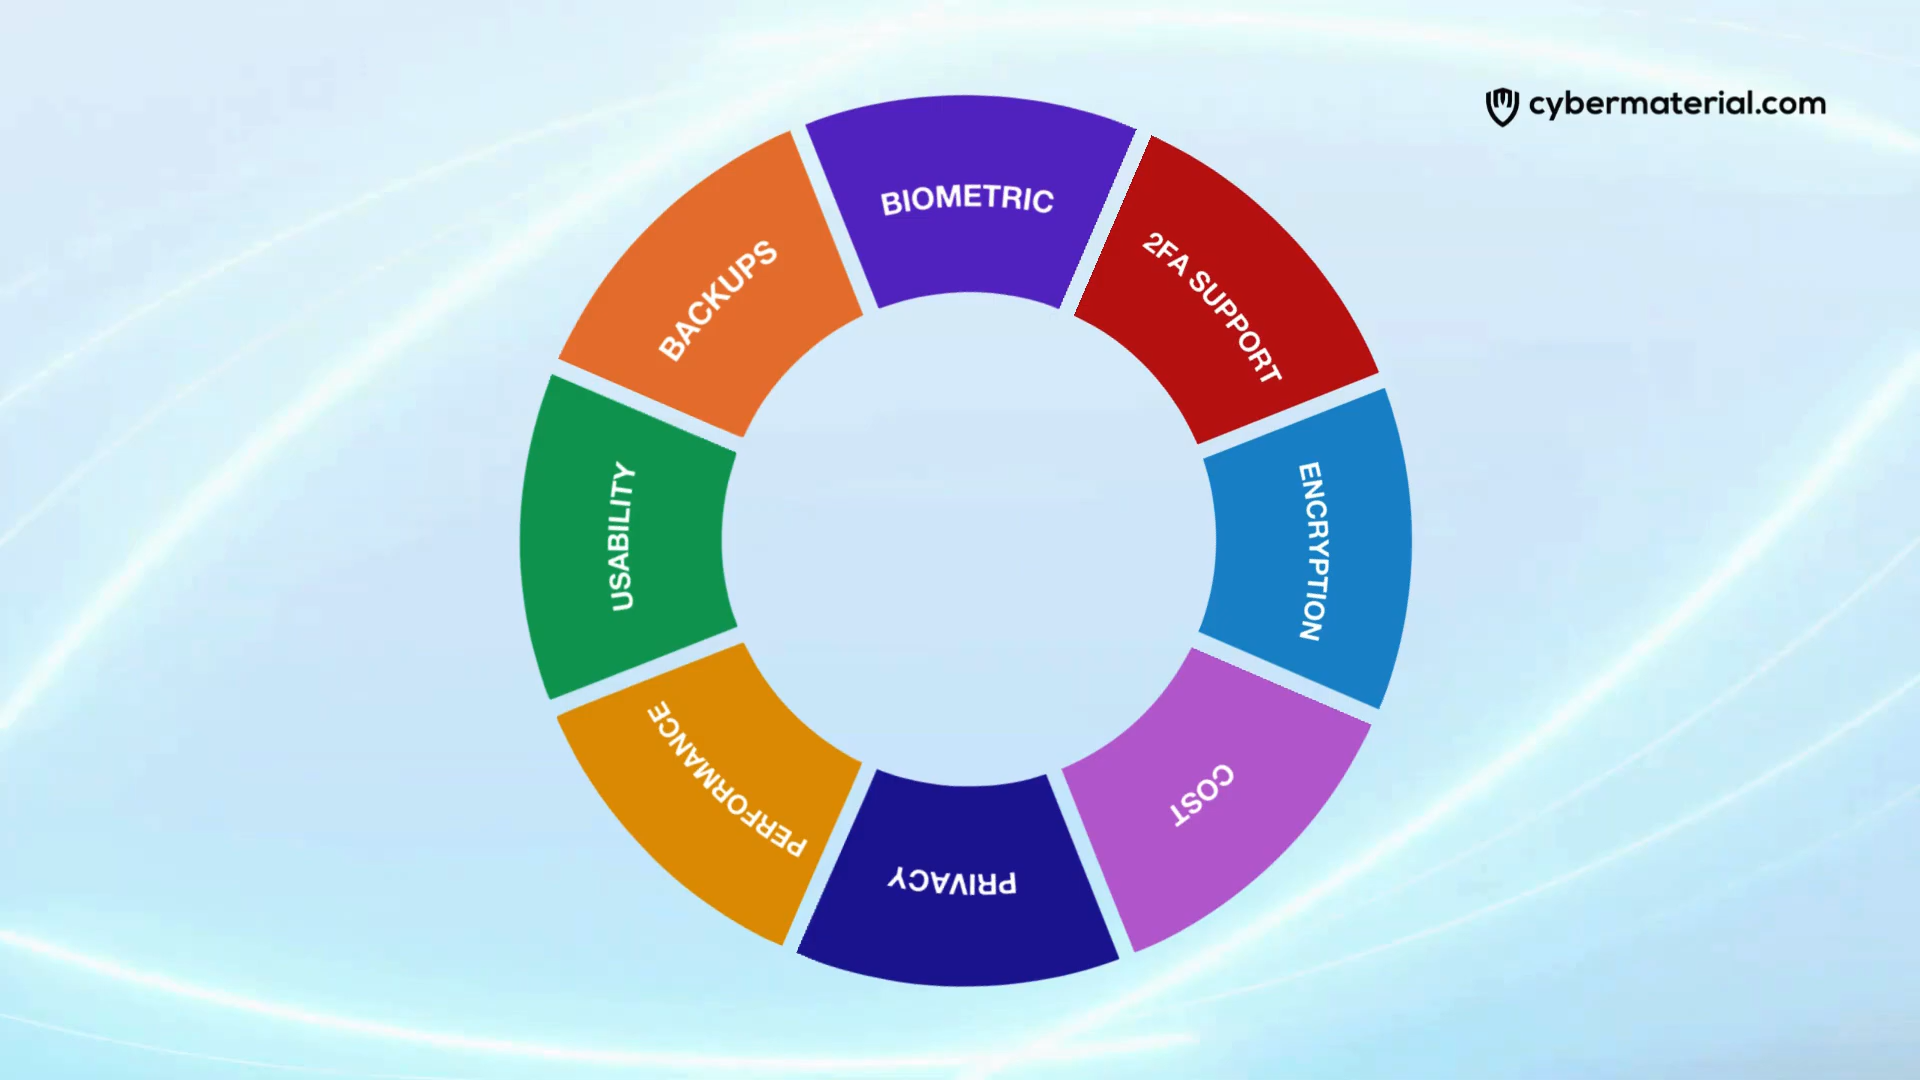 cybermaterial.com
BIOMETRIC
2FA SUPPORT
ENCRYPTION
COST
PRIVACY
PERFORMANCE
USABILITY
BACKUPS